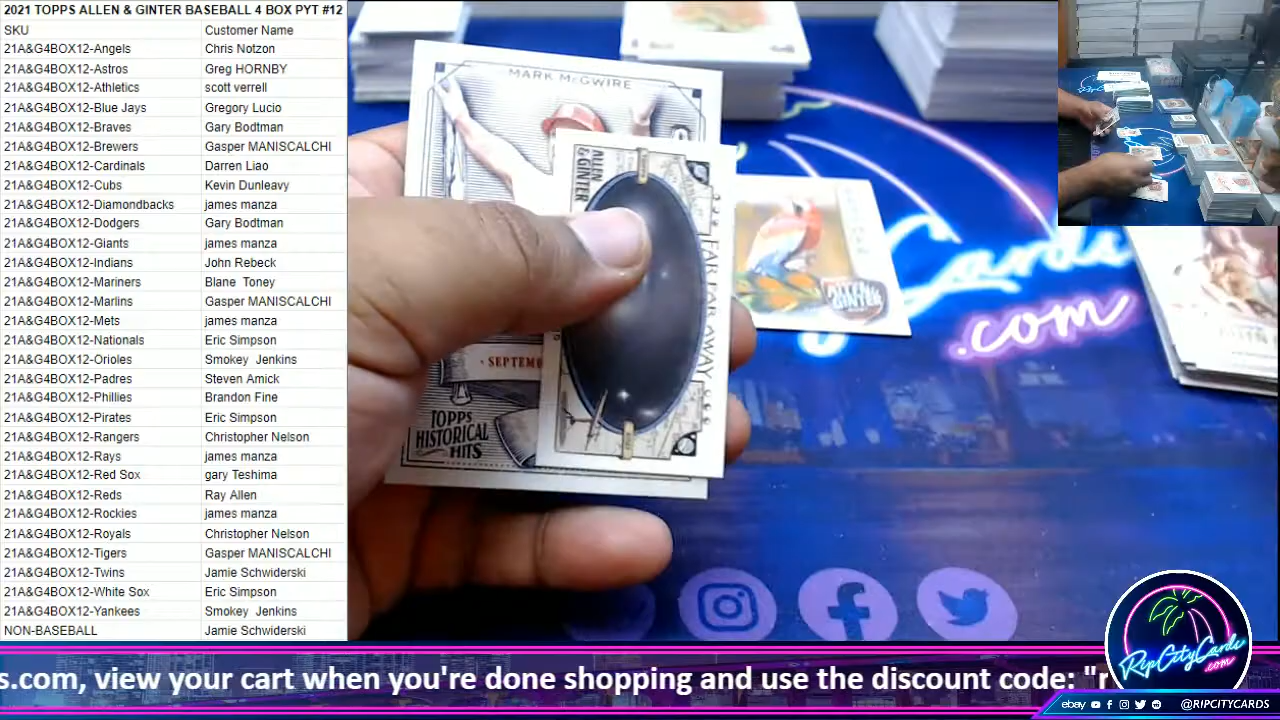 2021 TOPPS ALLEN & GINTER BASEBALL 4 BOX PYT #12
SKU Customer Name
21A&G4BOX12-Angels Chris Notzon
21A&G4BOX12-Astros Greg HORNBY
21A&G4BOX12-Athletics scott verrell
21A&G4BOX12-Blue Jays Gregory Lucio
21A&G4BOX12-Braves Gary Bodtman
21A&G4BOX12-Brewers Gasper MANISCALCHI
21A&G4BOX12-Cardinals Darren Liao
21A&G4BOX12-Cubs Kevin Dunleavy
21A&G4BOX12-Diamondbacks james manza
21A&G4BOX12-Dodgers Gary Bodtman
21A&G4BOX12-Giants james manza
21A&G4BOX12-Indians John Rebeck
21A&G4BOX12-Mariners Blane Toney
21A&G4BOX12-Marlins Gasper MANISCALCHI
21A&G4BOX12-Mets james manza
21A&G4BOX12-Nationals Eric Simpson
21A&G4BOX12-Orioles Smokey Jenkins
21A&G4BOX12-Padres Steven Amick
21A&G4BOX12-Phillies Brandon Fine
21A&G4BOX12-Pirates Eric Simpson
21A&G4BOX12-Rangers Christopher Nelson
21A&G4BOX12-Rays james manza
21A&G4BOX12-Red Sox gary Teshima
21A&G4BOX12-Reds Ray Allen
21A&G4BOX12-Rockies james manza
21A&G4BOX12-Royals Christopher Nelson
21A&G4BOX12-Tigers Gasper MANISCALCHI
21A&G4BOX12-Twins Jamie Schwiderski
21A&G4BOX12-White Sox Eric Simpson
21A&G4BOX12-Yankees Smokey Jenkins
NON-BASEBALL Jamie Schwiderski
MARK McGWIRE
ALLEN
& GINTER
FAR FAR AWAY
· SEPTEMB
TOPPS
HISTORICAL
HITS
ALLEN
GINTER
Cards
.com
s.com, view your cart when you're done shopping and use the discount code: "r
RipCityCards
.com
ebay @RIPCITYCARDS